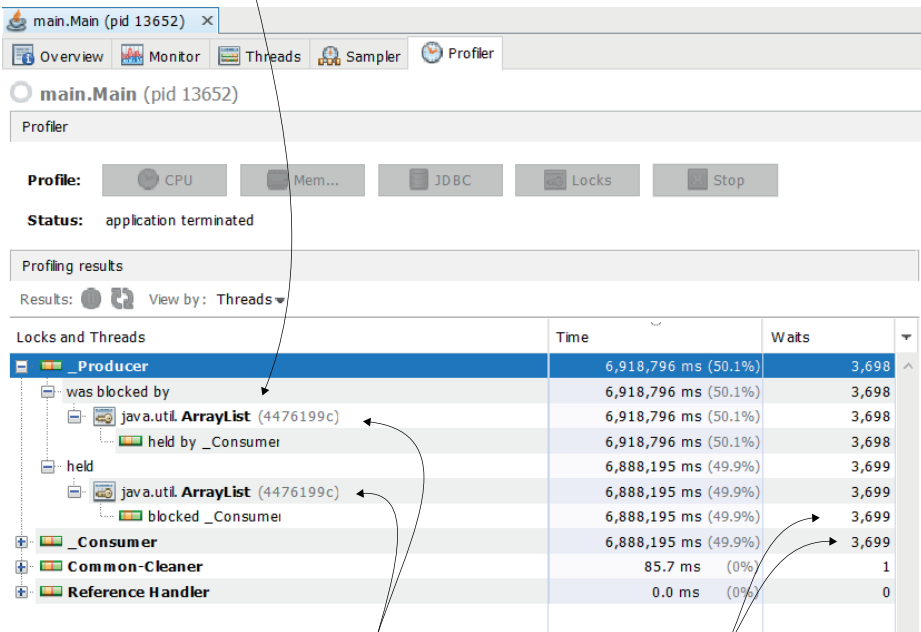 main.Main (pid 13652) ×
Overview Monitor Threads Sampler Profiler
main.Main (pid 13652)
Profiler
Profile: CPU Mem... JDBC Locks Stop
Status: application terminated
Profiling results
Results: View by: Threads
Locks and Threads Time Waits
_Producer 6,918,796 ms (50.1%) 3,698
was blocked by 6,918,796 ms (50.1%) 3,698
java.util.ArrayList (4476199c) 6,918,796 ms (50.1%) 3,698
held by _Consumer 6,918,796 ms (50.1%) 3,698
held 6,888,195 ms (49.9%) 3,699
java.util.ArrayList (4476199c) 6,888,195 ms (49.9%) 3,699
blocked _Consumer 6,888,195 ms (49.9%) 3,699
_Consumer 6,888,195 ms (49.9%) 3,699
Common-Cleaner 85.7 ms (0%) 1
Reference Handler 0.0 ms (0%) 0